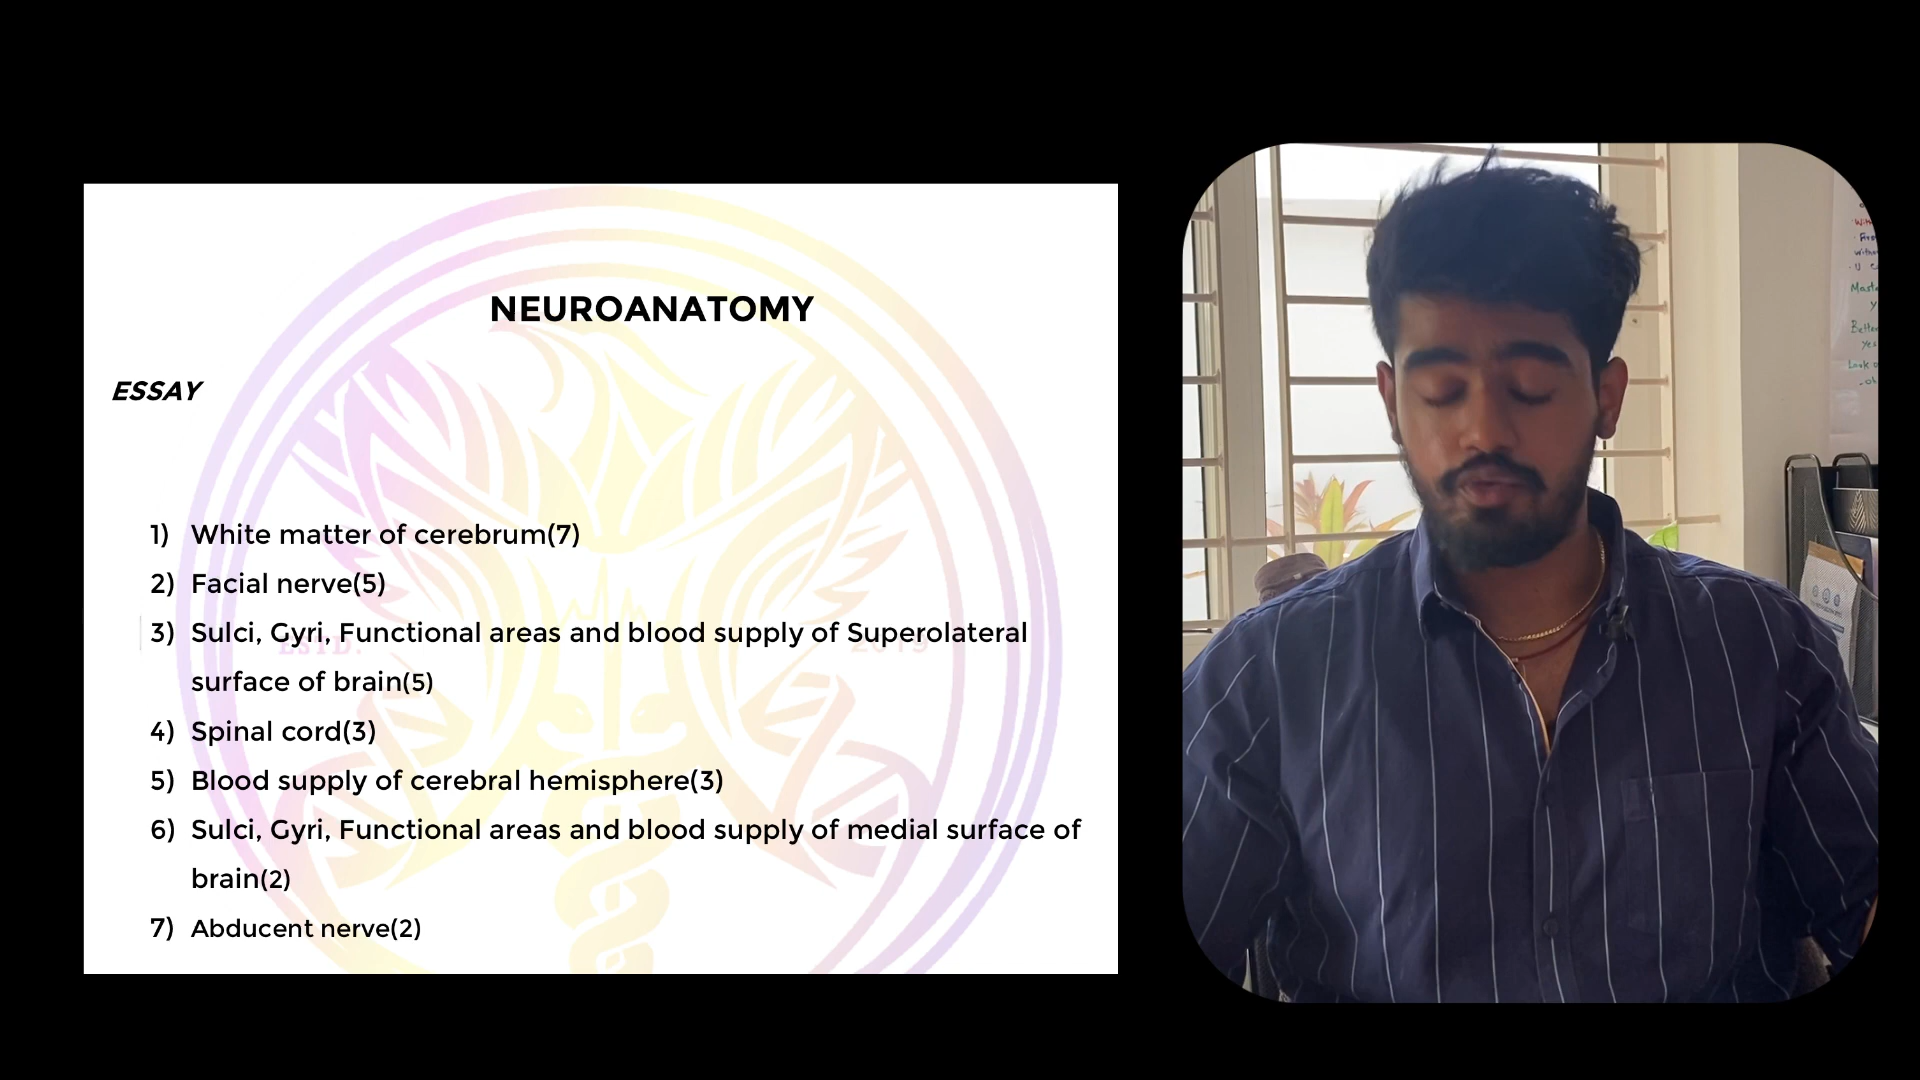 NEUROANATOMY
ESSAY
1) White matter of cerebrum(7)
2) Facial nerve(5)
3) Sulci, Gyri, Functional areas and blood supply of Superolateral
surface of brain(5)
4) Spinal cord(3)
5) Blood supply of cerebral hemisphere(3)
6) Sulci, Gyri, Functional areas and blood supply of medial surface of
brain(2)
7) Abducent nerve(2)
ESTD.
2019